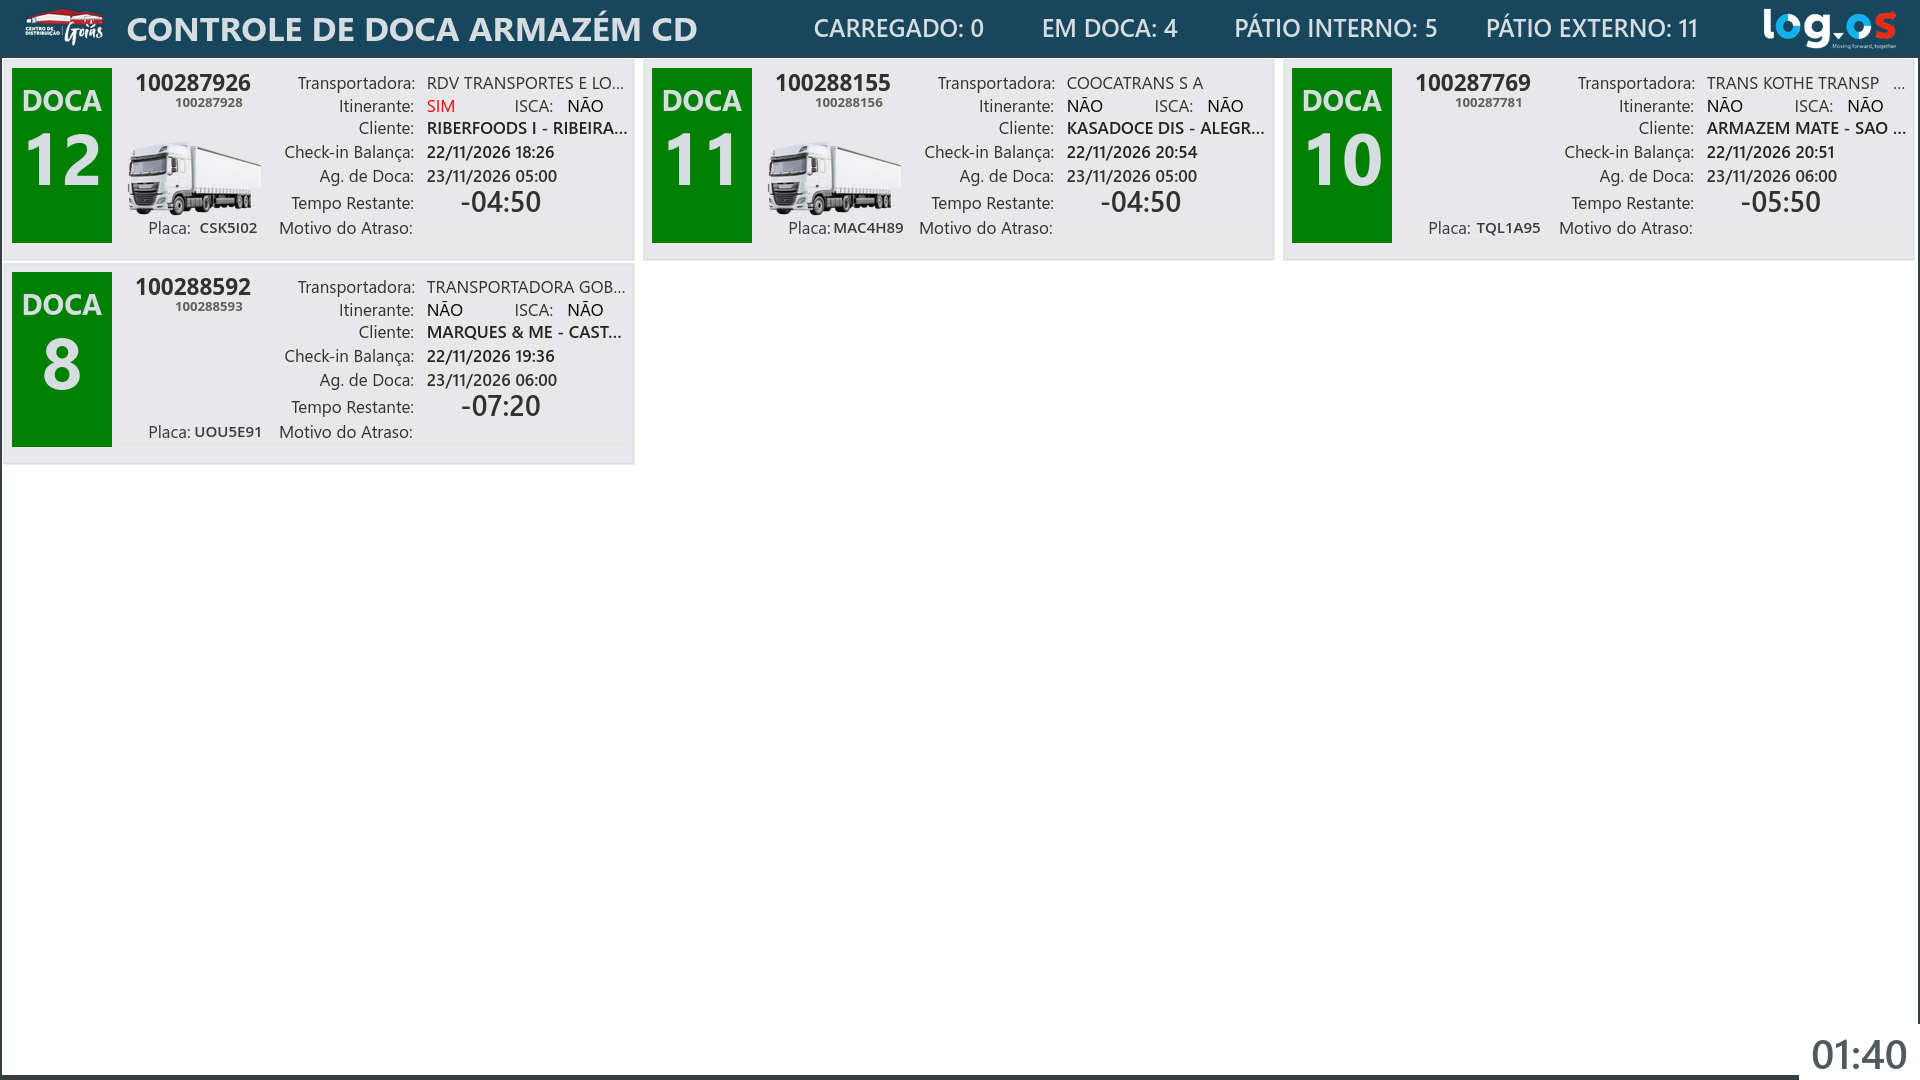 CENTRO DE DISTRIBUIÇÃO Goiás
CONTROLE DE DOCA ARMAZÉM CD
CARREGADO: 0
EM DOCA: 4
PÁTIO INTERNO: 5
PÁTIO EXTERNO: 11
log.os
Moving forward, together
DOCA
12
100287926
100287928
Transportadora: RDV TRANSPORTES E LO...
Itinerante: SIM ISCA: NÃO
Cliente: RIBERFOODS I - RIBEIRA...
Check-in Balança: 22/11/2026 18:26
Ag. de Doca: 23/11/2026 05:00
Tempo Restante: -04:50
Placa: CSK5I02 Motivo do Atraso:
DOCA
11
100288155
100288156
Transportadora: COOCATRANS S A
Itinerante: NÃO ISCA: NÃO
Cliente: KASADOCE DIS - ALEGR...
Check-in Balança: 22/11/2026 20:54
Ag. de Doca: 23/11/2026 05:00
Tempo Restante: -04:50
Placa: MAC4H89 Motivo do Atraso:
DOCA
10
100287769
100287781
Transportadora: TRANS KOTHE TRANSP ...
Itinerante: NÃO ISCA: NÃO
Cliente: ARMAZEM MATE - SAO ...
Check-in Balança: 22/11/2026 20:51
Ag. de Doca: 23/11/2026 06:00
Tempo Restante: -05:50
Placa: TQL1A95 Motivo do Atraso:
DOCA
8
100288592
100288593
Transportadora: TRANSPORTADORA GOB...
Itinerante: NÃO ISCA: NÃO
Cliente: MARQUES & ME - CAST...
Check-in Balança: 22/11/2026 19:36
Ag. de Doca: 23/11/2026 06:00
Tempo Restante: -07:20
Placa: UOU5E91 Motivo do Atraso:
01:40